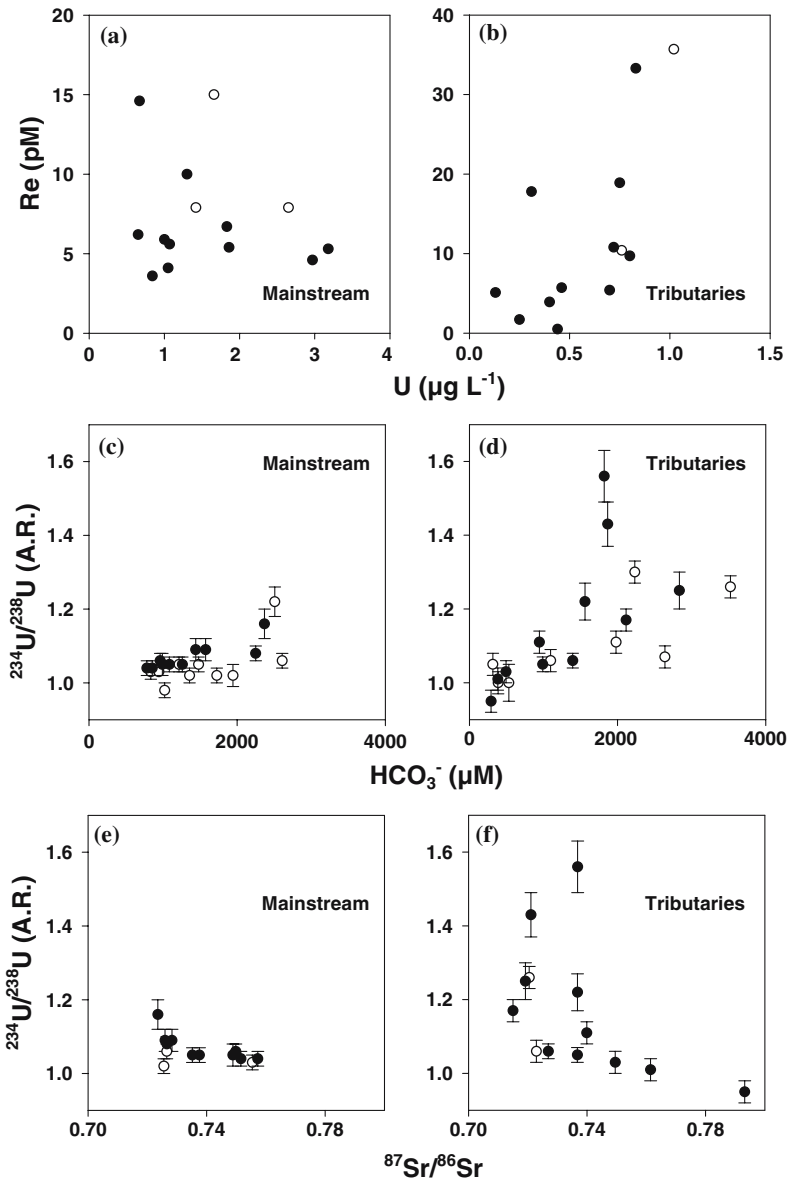 20
15
10
5
0
(a)
Mainstream
0
1
2
3
4
Re (pM)
40
30
20
10
0
(b)
Tributaries
0.0
0.5
1.0
1.5
U (µg L⁻¹)
1.6
1.4
1.2
1.0
(c)
Mainstream
0
2000
4000
²³⁴U/²³⁸U (A.R.)
1.6
1.4
1.2
1.0
(d)
Tributaries
0
2000
4000
HCO₃⁻ (µM)
1.6
1.4
1.2
1.0
(e)
Mainstream
0.70
0.74
0.78
²³⁴U/²³⁸U (A.R.)
1.6
1.4
1.2
1.0
(f)
Tributaries
0.70
0.74
0.78
⁸⁷Sr/⁸⁶Sr